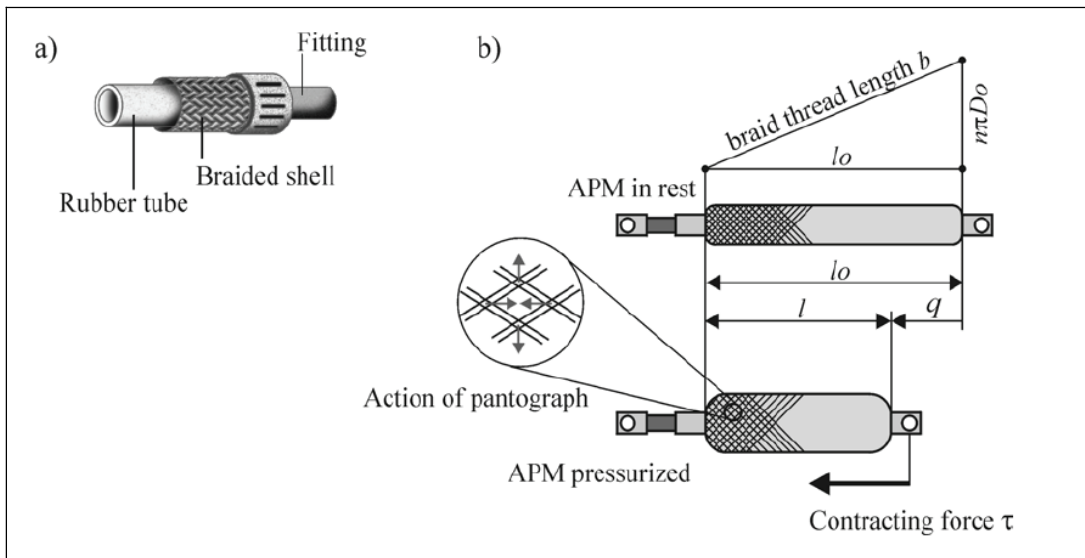 a)
Fitting
Rubber tube
Braided shell
b)
braid thread length b
nπDo
lo
APM in rest
lo
l
q
Action of pantograph
APM pressurized
Contracting force τ